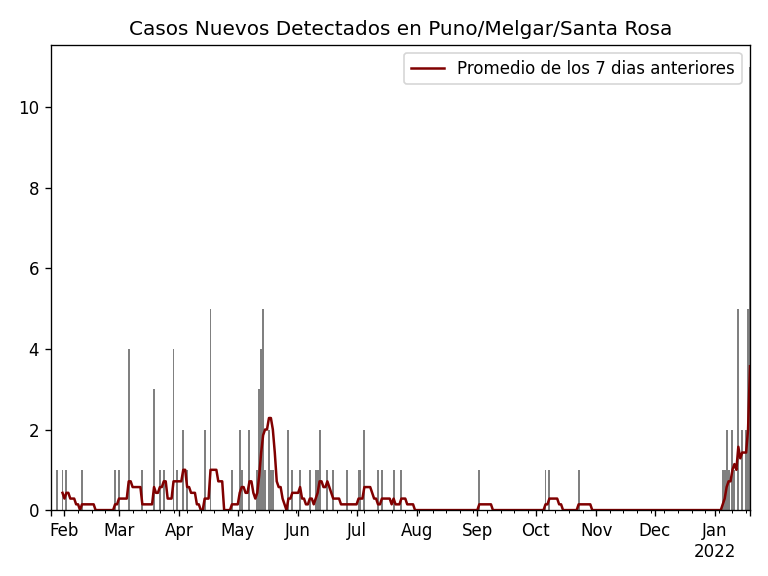 Casos Nuevos Detectados en Puno/Melgar/Santa Rosa
Promedio de los 7 dias anteriores
10
8
6
4
2
0
Feb Mar Apr May Jun Jul Aug Sep Oct Nov Dec Jan
2022